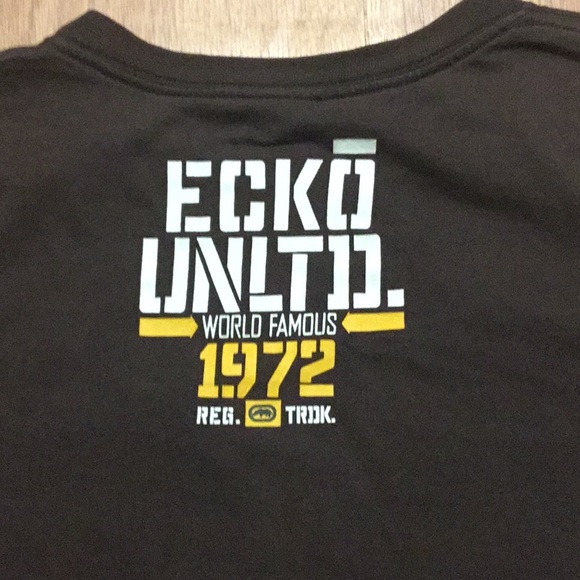 ECKŌ
UNLTD.
WORLD FAMOUS
1972
REG. TRDK.